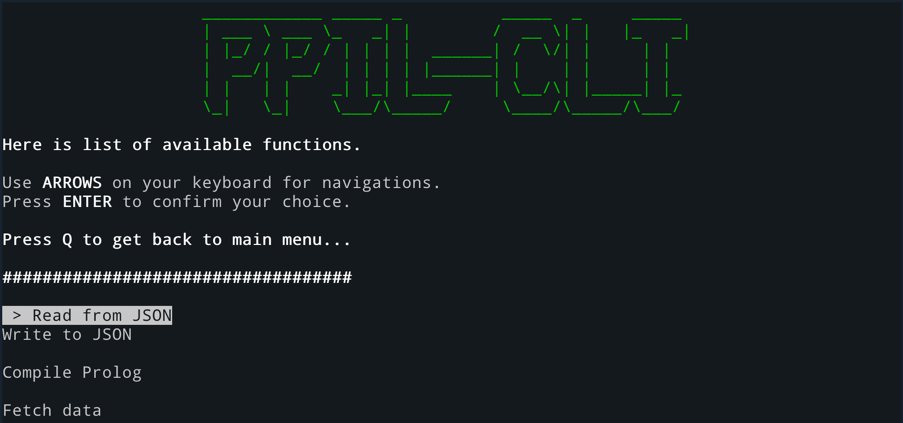 PPJL-CLI
Here is list of available functions.
Use ARROWS on your keyboard for navigations.
Press ENTER to confirm your choice.
Press Q to get back to main menu...
###################################
> Read from JSON
Write to JSON
Compile Prolog
Fetch data